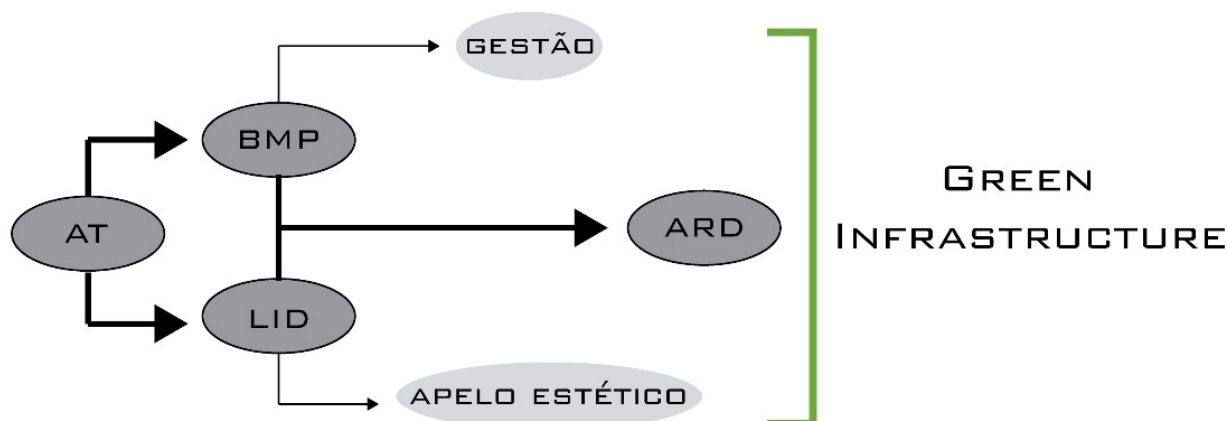 GESTÃO
BMP
AT
LID
ARD
APELO ESTÉTICO
GREEN
INFRASTRUCTURE